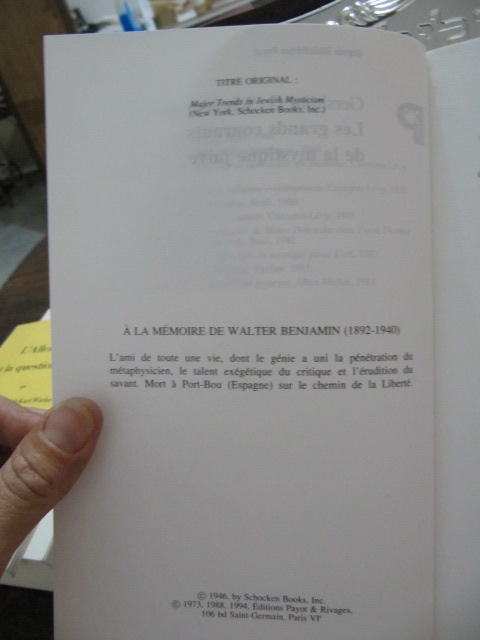 TITRE ORIGINAL :
Major Trends in Jewish Mysticism
(New York, Schocken Books, Inc.)
À LA MÉMOIRE DE WALTER BENJAMIN (1892-1940)
L'ami de toute une vie, dont le génie a uni la pénétration du
métaphysicien, le talent exégétique du critique et l'érudition du
savant. Mort à Port-Bou (Espagne) sur le chemin de la Liberté.
© 1946, by Schocken Books, Inc.
© 1973, 1988, 1994, Éditions Payot & Rivages,
106 bd Saint-Germain, Paris VIᵉ
la question